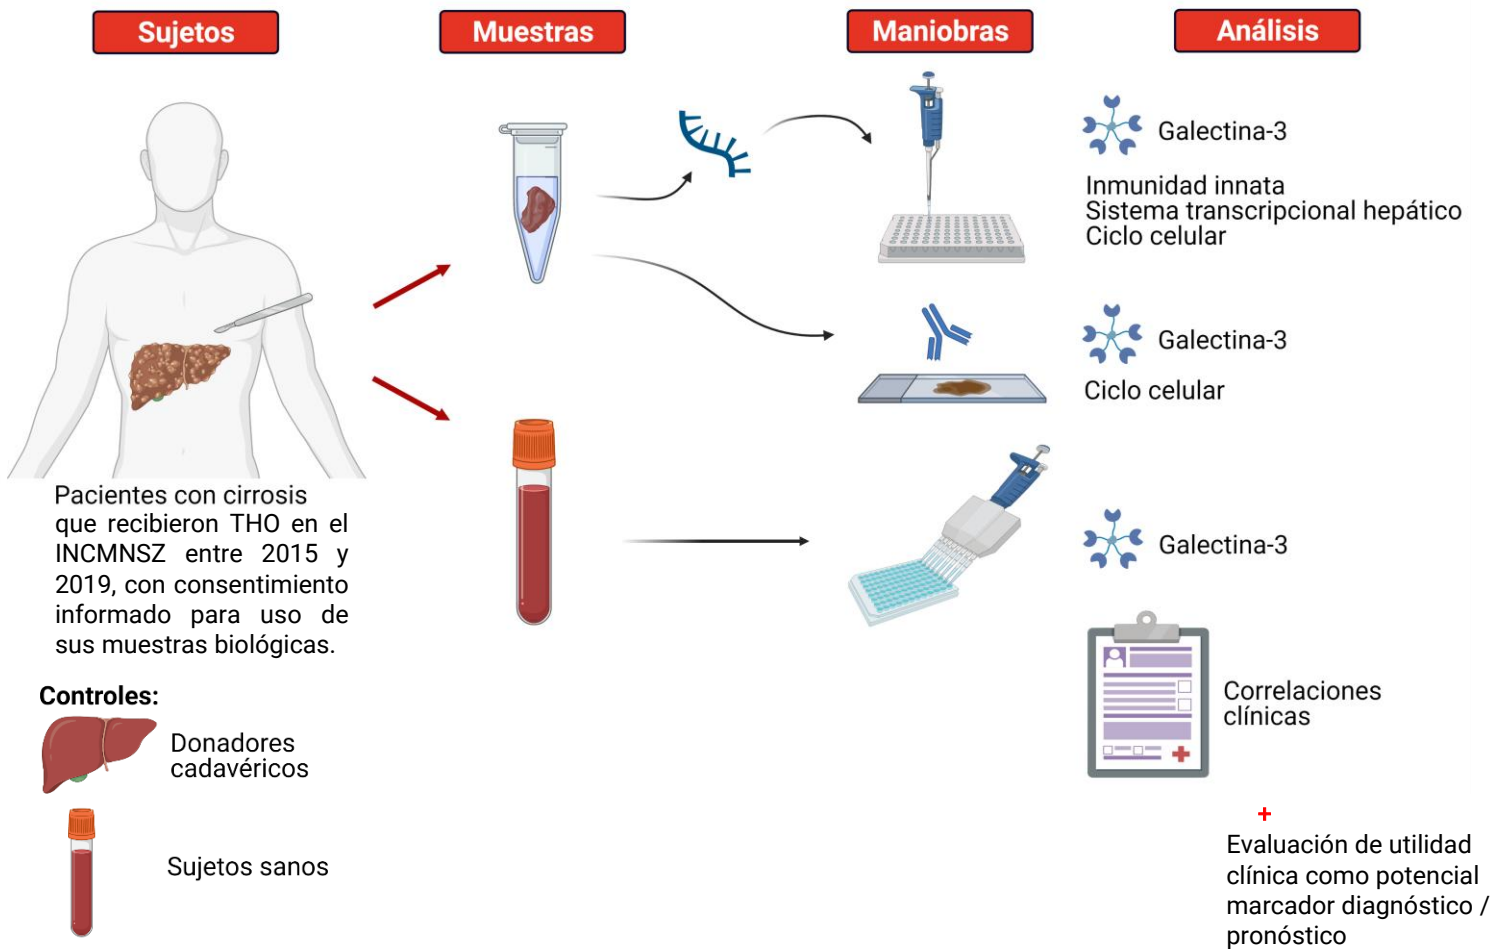 Sujetos
Muestras
Maniobras
Análisis
Pacientes con cirrosis
que recibieron THO en el
INCMNSZ entre 2015 y
2019, con consentimiento
informado para uso de
sus muestras biológicas.
Controles:
Donadores
cadavéricos
Sujetos sanos
Galectina-3
Inmunidad innata
Sistema transcripcional hepático
Ciclo celular
Galectina-3
Ciclo celular
Galectina-3
Correlaciones
clínicas
+
Evaluación de utilidad
clínica como potencial
marcador diagnóstico /
pronóstico